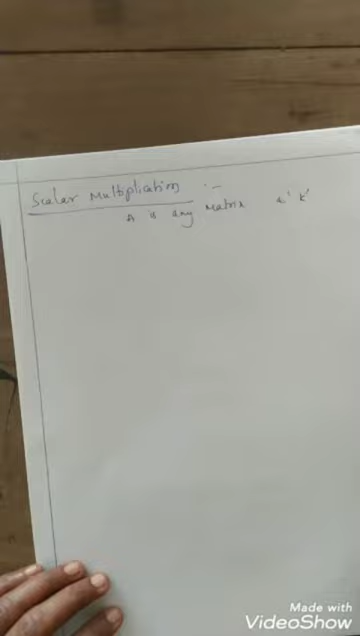 Scalar Multiplication :-
A is any Matrix & 'k'
Made with
VideoShow